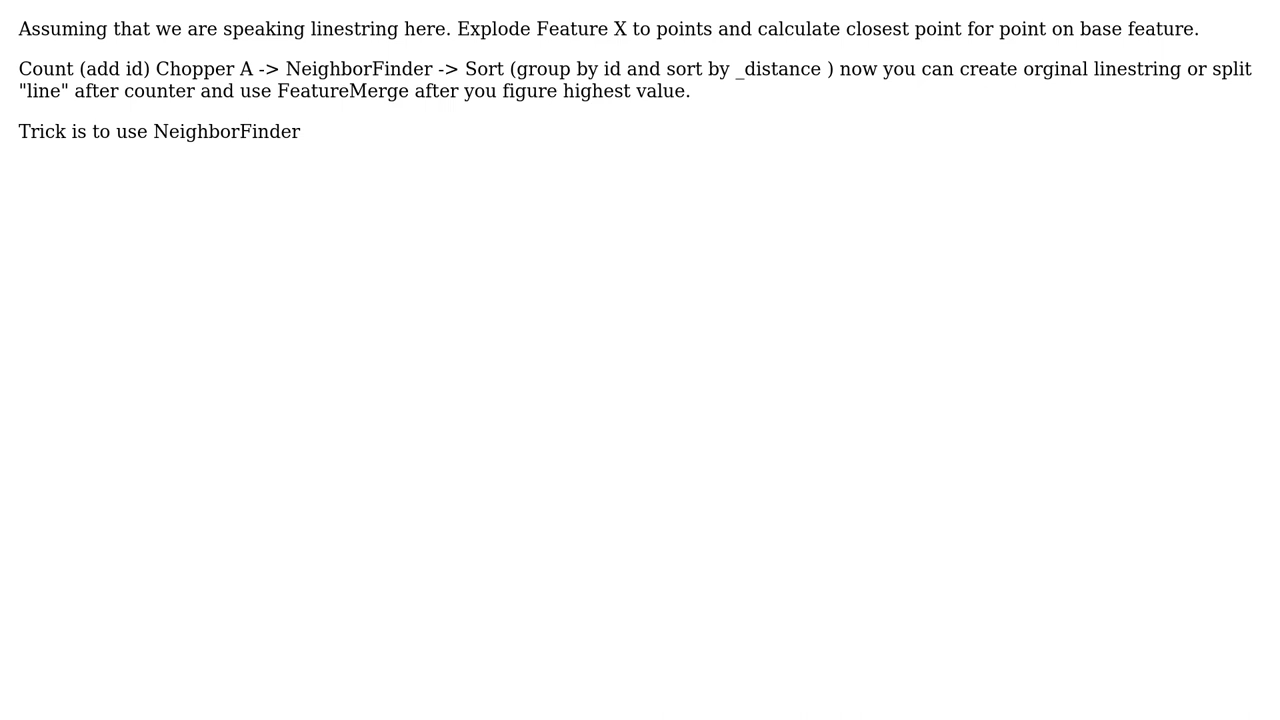 Assuming that we are speaking linestring here. Explode Feature X to points and calculate closest point for point on base feature.
Count (add id) Chopper A -> NeighborFinder -> Sort (group by id and sort by _distance ) now you can create orginal linestring or split
"line" after counter and use FeatureMerge after you figure highest value.
Trick is to use NeighborFinder